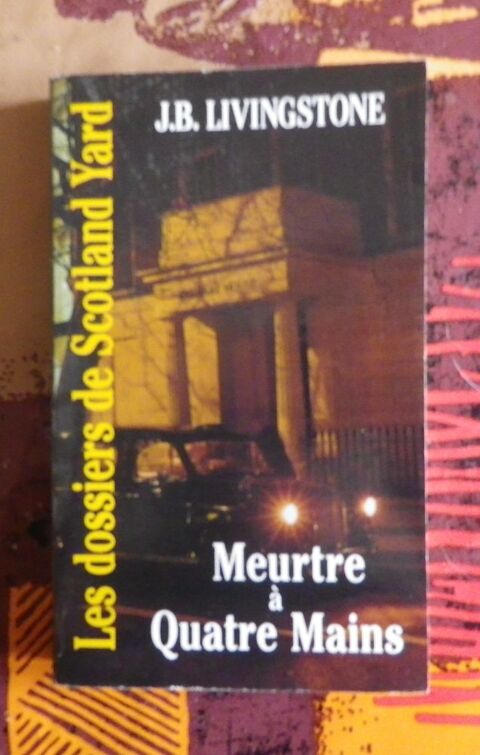 J.B. LIVINGSTONE
Les dossiers de Scotland Yard
Meurtre
à
Quatre Mains